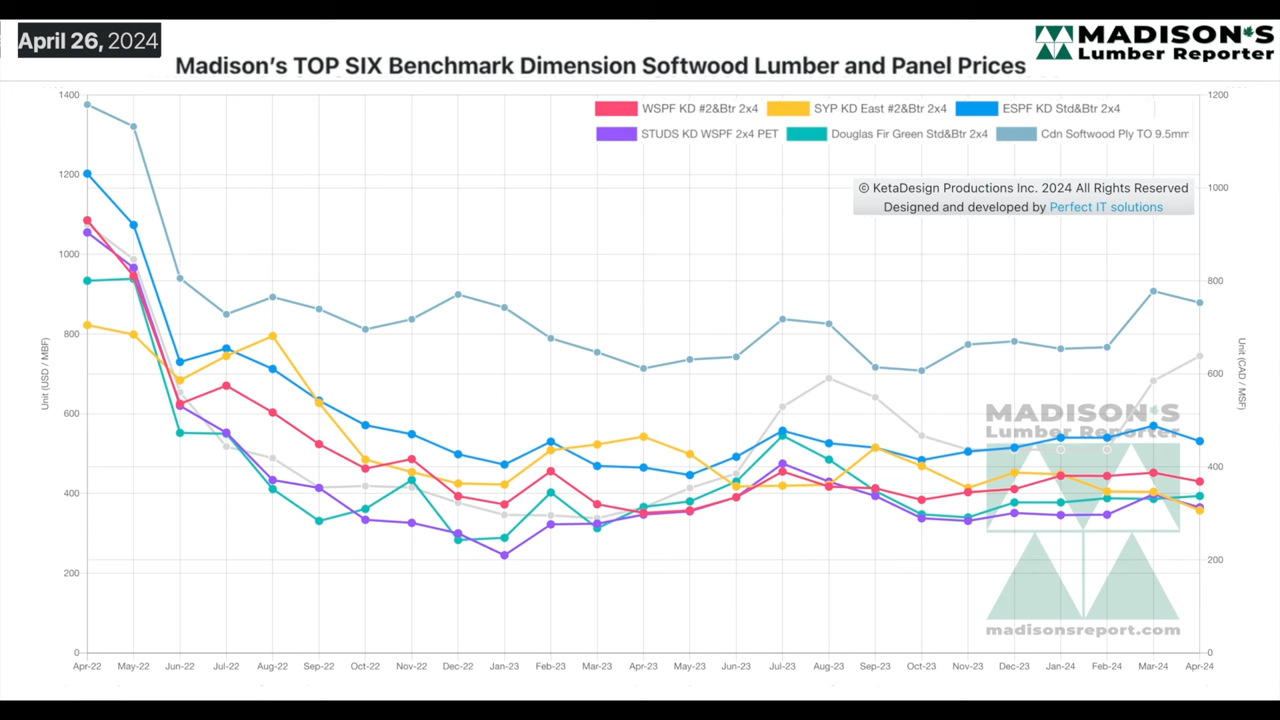 April 26, 2024
MADISON'S
Lumber Reporter
Madison's TOP SIX Benchmark Dimension Softwood Lumber and Panel Prices
1400
1200
WSPF KD #2&Btr 2x4
SYP KD East #2&Btr 2x4
ESPF KD Std&Btr 2x4
STUDS KD WSPF 2x4 PET
Douglas Fir Green Std&Btr 2x4
Cdn Softwood Ply TO 9.5mm
1200
1000
© KetaDesign Productions Inc. 2024 All Rights Reserved
Designed and developed by Perfect IT solutions
1000
800
800
Unit (USD / MBF)
Unit (CAD / MSF)
600
600
MADISON'S
Lumber Reporter
400
400
200
200
madisonsreport.com
0
0
Apr-22 May-22 Jun-22 Jul-22 Aug-22 Sep-22 Oct-22 Nov-22 Dec-22 Jan-23 Feb-23 Mar-23 Apr-23 May-23 Jun-23 Jul-23 Aug-23 Sep-23 Oct-23 Nov-23 Dec-23 Jan-24 Feb-24 Mar-24 Apr-24